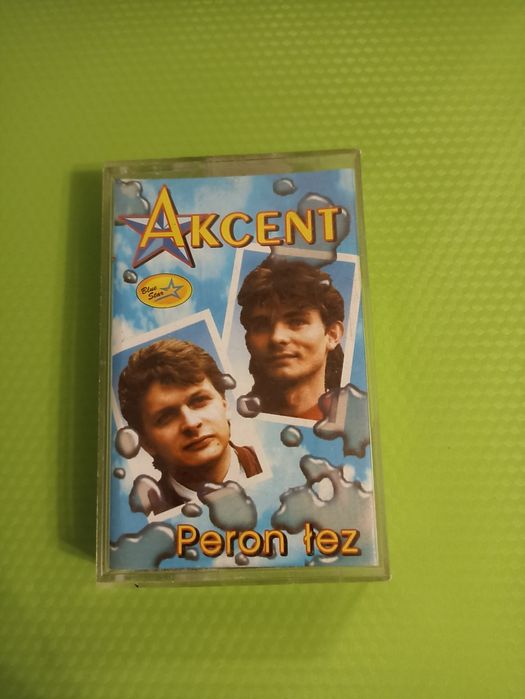 AKCENT
Blue
Star
Peron łez